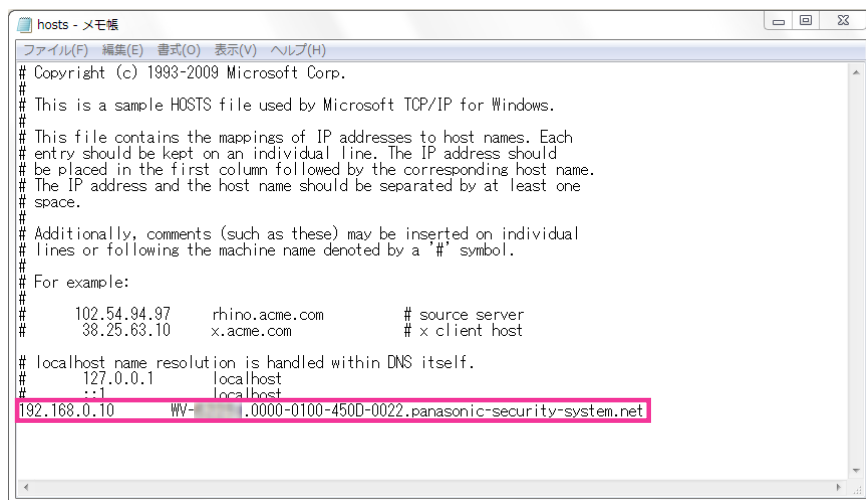 hosts - メモ帳
ファイル(F) 編集(E) 書式(O) 表示(V) ヘルプ(H)
# Copyright (c) 1993-2009 Microsoft Corp.
#
# This is a sample HOSTS file used by Microsoft TCP/IP for Windows.
#
# This file contains the mappings of IP addresses to host names. Each
# entry should be kept on an individual line. The IP address should
# be placed in the first column followed by the corresponding host name.
# The IP address and the host name should be separated by at least one
# space.
#
# Additionally, comments (such as these) may be inserted on individual
# lines or following the machine name denoted by a '#' symbol.
#
# For example:
#
# 102.54.94.97 rhino.acme.com # source server
# 38.25.63.10 x.acme.com # x client host

# localhost name resolution is handled within DNS itself.
# 127.0.0.1 localhost
# ::1 localhost
192.168.0.10 WV- .0000-0100-450D-0022.panasonic-security-system.net